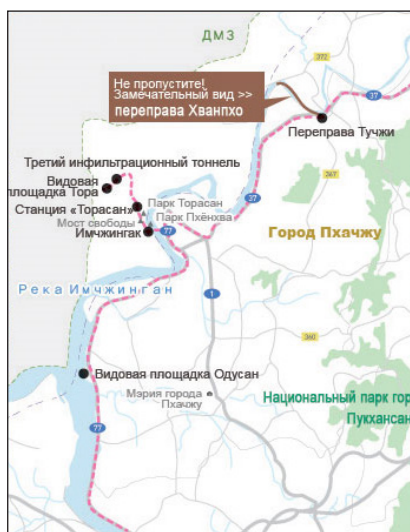 ДМЗ
372
Не пропустите!
Замечательный вид >>
переправа Хванпхо
37
Переправа Тучжи
Третий инфильтрационный тоннель
Видовая
площадка Тора
367
Станция «Торасан»
Парк Торасан
Мост свободы
Парк Пхёнхва
37
Имчжингак
77
Город Пхачжу
Река Имчжинган
1
360
Видовая площадка Одусан
Мэрия города
Пхачжу
Национальный парк гор
Пукхансан
77